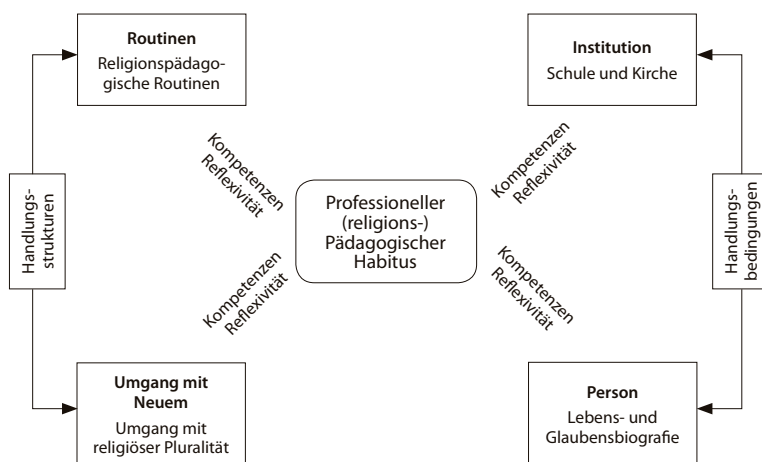 Routinen
Religionspädago-
gische Routinen
Institution
Schule und Kirche
Kompetenzen
Reflexivität
Kompetenzen
Reflexivität
Handlungs-
strukturen
Professioneller
(religions-)
Pädagogischer
Habitus
Handlungs-
bedingungen
Kompetenzen
Reflexivität
Kompetenzen
Reflexivität
Umgang mit
Neuem
Umgang mit
religiöser Pluralität
Person
Lebens- und
Glaubensbiografie